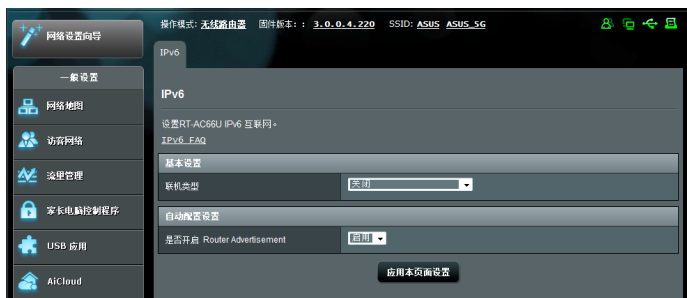 网络设置向导
操作模式: 无线路由器 固件版本: : 3.0.0.4.220 SSID: ASUS ASUS_5G
IPv6
一般设置
网络地图
访客网络
流量管理
家长电脑控制程序
USB 应用
AiCloud
IPv6
设置RT-AC66U IPv6 互联网。
IPv6 FAQ
基本设置
联机类型 关闭
自动配置设置
是否开启 Router Advertisement 启用
应用本页面设置